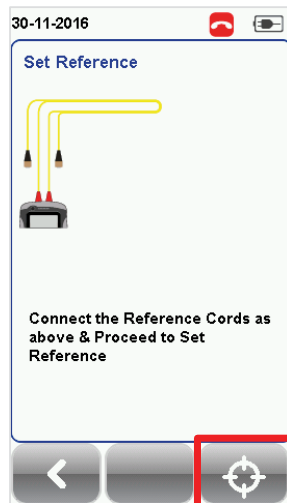 30-11-2016
Set Reference
Connect the Reference Cords as
above & Proceed to Set
Reference